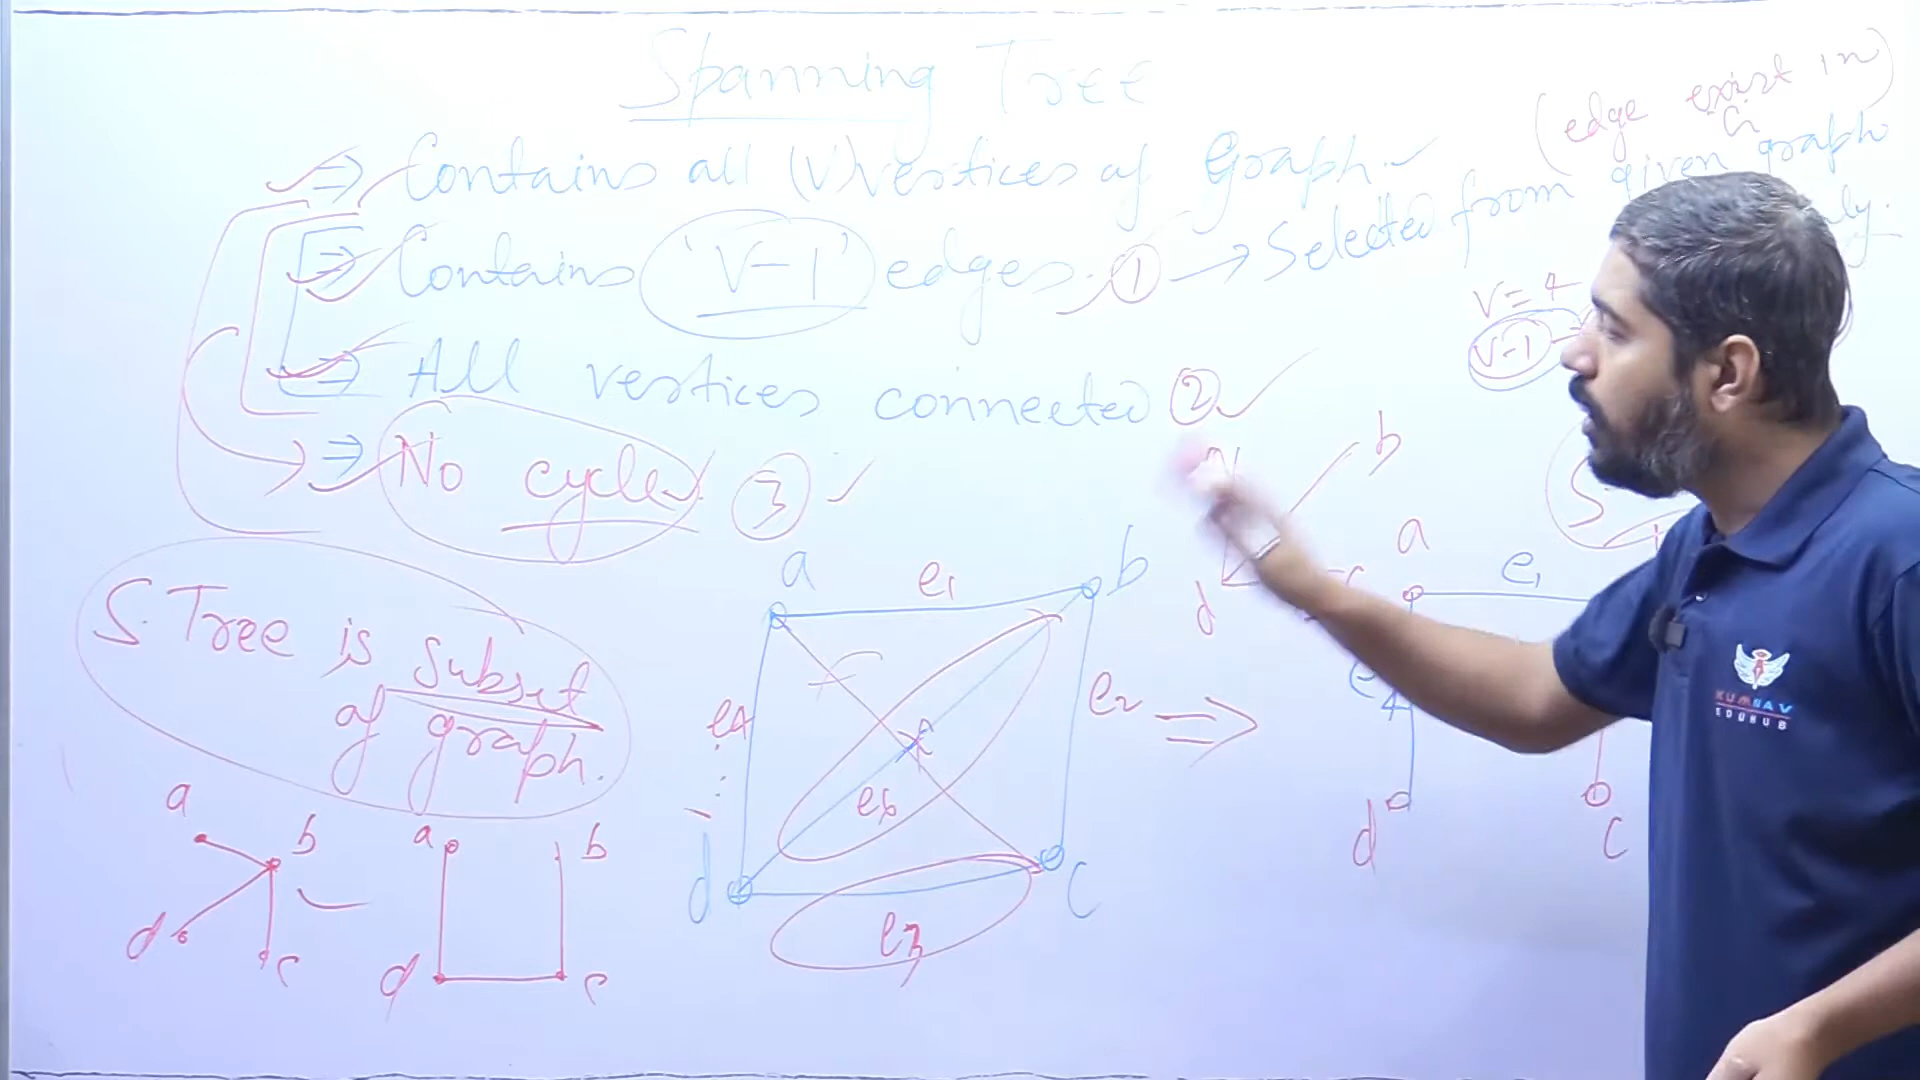 Spanning Tree
(edge exist in)
G
⇒ Contains all (V) vertices of Graph.
⇒ Contains 'V-1' edges. ① → Selected from given graph
V = 4
V-1
⇒ All vertices connected ②
⇒ No cycle. ③
S. Tree is subset
of graph.
a e1 b
e4 e2 ⇒
e6
d c
e3
a b
d c
a b
d c
b
d c
a e1
d c
KUMNAV
EDUHUB